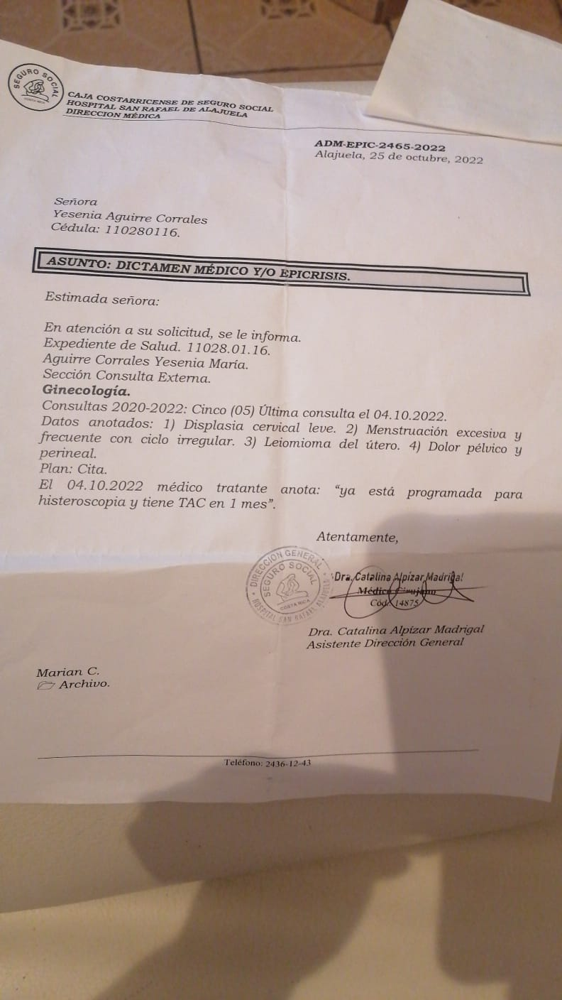 SEGURO SOCIAL
COSTA RICA
CAJA COSTARRICENSE DE SEGURO SOCIAL
HOSPITAL SAN RAFAEL DE ALAJUELA
DIRECCION MÉDICA
ADM-EPIC-2465-2022
Alajuela, 25 de octubre, 2022
Señora
Yesenia Aguirre Corrales
Cédula: 110280116.
ASUNTO: DICTAMEN MÉDICO Y/O EPICRISIS.
Estimada señora:
En atención a su solicitud, se le informa.
Expediente de Salud. 11028.01.16.
Aguirre Corrales Yesenia María.
Sección Consulta Externa.
Ginecología.
Consultas 2020-2022: Cinco (05) Última consulta el 04.10.2022.
Datos anotados: 1) Displasia cervical leve. 2) Menstruación excesiva y
frecuente con ciclo irregular. 3) Leiomioma del útero. 4) Dolor pélvico y
perineal.
Plan: Cita.
El 04.10.2022 médico tratante anota: “ya está programada para
histeroscopia y tiene TAC en 1 mes”.
Atentamente,
DIRECCION GENERAL
SEGURO SOCIAL
COSTA RICA
HOSPITAL SAN RAFAEL ALAJUELA
Dra. Catalina Alpízar Madrigal
Médico Cirujano
Cód. 14875
Dra. Catalina Alpízar Madrigal
Asistente Dirección General
Marian C.
Archivo.
Teléfono: 2436-12-43